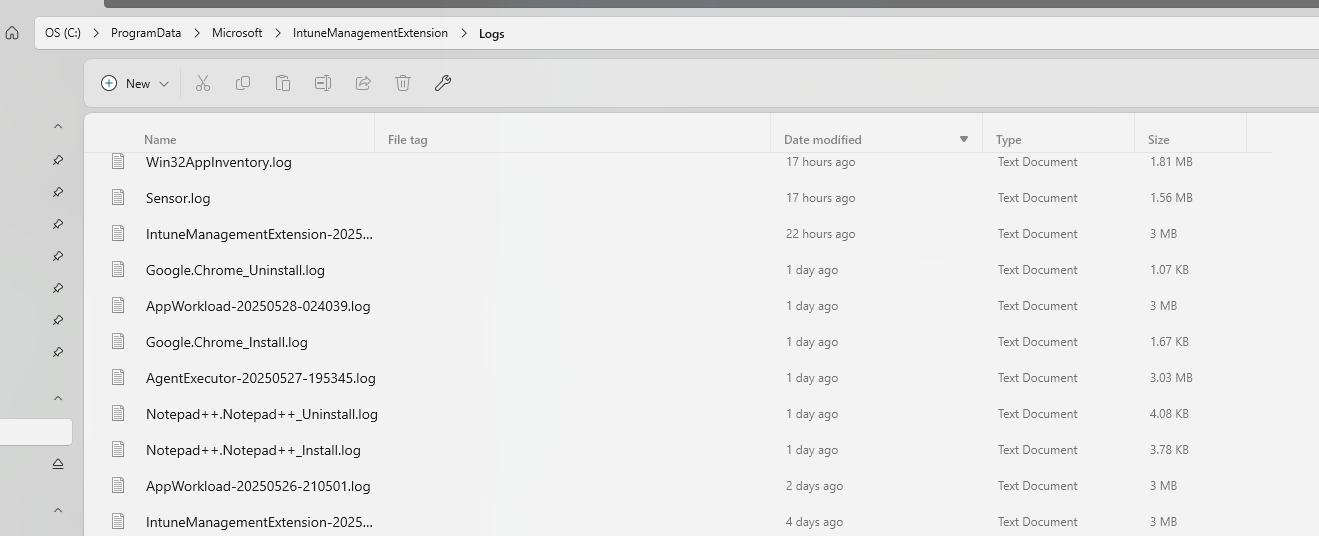 OS (C:) > ProgramData > Microsoft > IntuneManagementExtension > Logs
New
Name File tag Date modified Type Size
Win32AppInventory.log 17 hours ago Text Document 1.81 MB
Sensor.log 17 hours ago Text Document 1.56 MB
IntuneManagementExtension-2025... 22 hours ago Text Document 3 MB
Google.Chrome_Uninstall.log 1 day ago Text Document 1.07 KB
AppWorkload-20250528-024039.log 1 day ago Text Document 3 MB
Google.Chrome_Install.log 1 day ago Text Document 1.67 KB
AgentExecutor-20250527-195345.log 1 day ago Text Document 3.03 MB
Notepad++.Notepad++_Uninstall.log 1 day ago Text Document 4.08 KB
Notepad++.Notepad++_Install.log 1 day ago Text Document 3.78 KB
AppWorkload-20250526-210501.log 2 days ago Text Document 3 MB
IntuneManagementExtension-2025... 4 days ago Text Document 3 MB